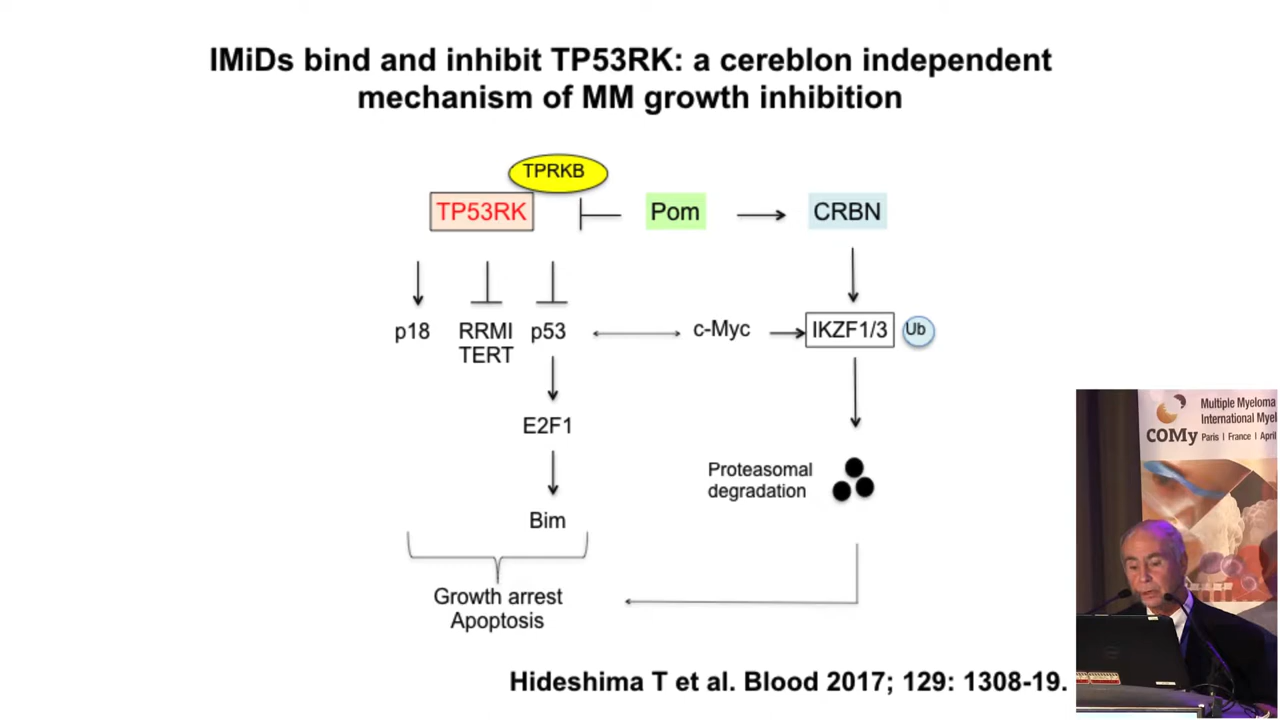 IMiDs bind and inhibit TP53RK: a cereblon independent
mechanism of MM growth inhibition
TPRKB
TP53RK
Pom
CRBN
p18
RRMI
TERT
p53
c-Myc
IKZF1/3
Ub
E2F1
Proteasomal
degradation
Bim
Growth arrest
Apoptosis
Hideshima T et al. Blood 2017; 129: 1308-19.
COMy
Multiple Myeloma
International Myel
Paris | France | April